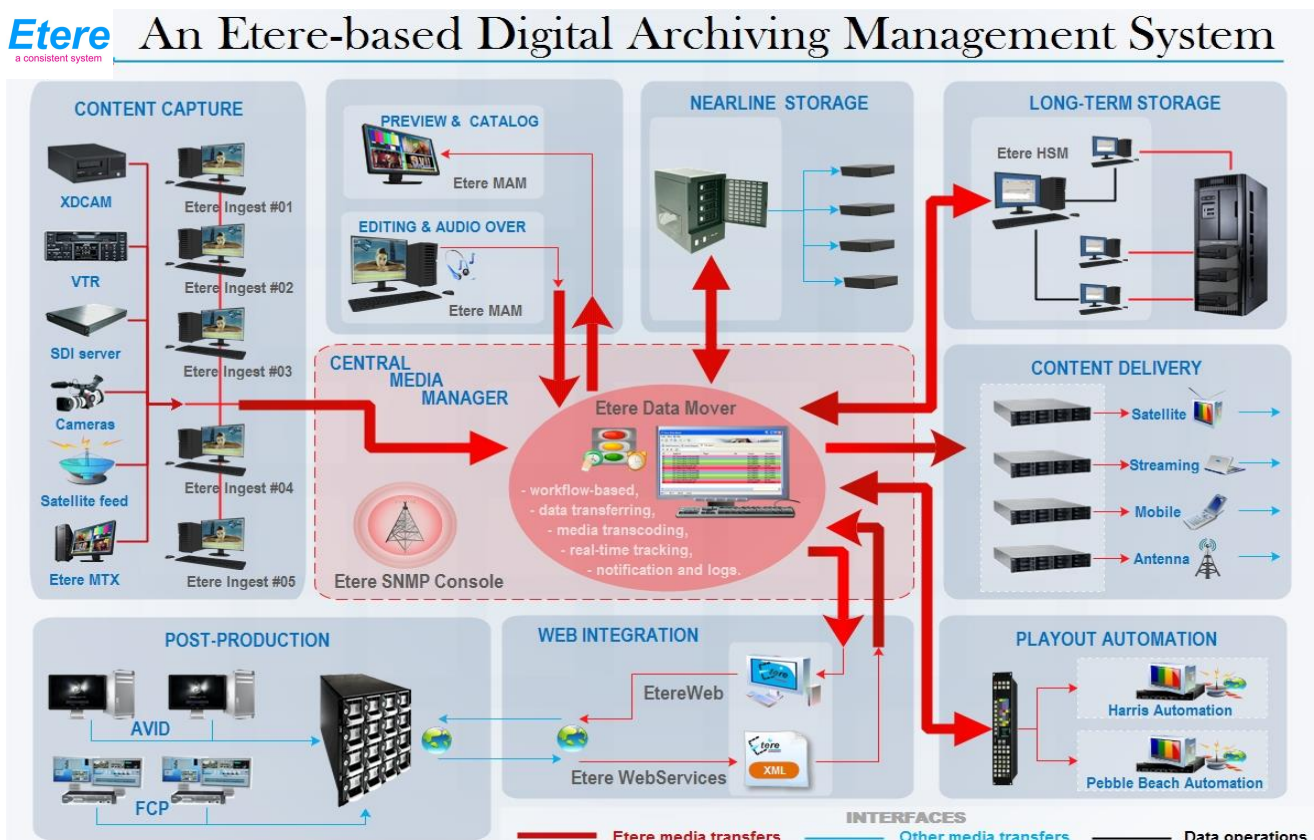 Etere
a consistent system
An Etere-based Digital Archiving Management System
CONTENT CAPTURE
XDCAM
VTR
SDI server
Cameras
Satellite feed
Etere MTX
Etere Ingest #01
Etere Ingest #02
Etere Ingest #03
Etere Ingest #04
Etere Ingest #05
PREVIEW & CATALOG
Etere MAM
EDITING & AUDIO OVER
Etere MAM
NEARLINE STORAGE
LONG-TERM STORAGE
Etere HSM
CENTRAL
MEDIA
MANAGER
Etere Data Mover
- workflow-based,
- data transferring,
- media transcoding,
- real-time tracking,
- notification and logs.
Etere SNMP Console
CONTENT DELIVERY
Satellite
Streaming
Mobile
Antenna
POST-PRODUCTION
AVID
FCP
WEB INTEGRATION
EtereWeb
Etere WebServices
etere
XML
PLAYOUT AUTOMATION
Harris Automation
Pebble Beach Automation
INTERFACES
Etere media transfers
Other media transfers
Data operations